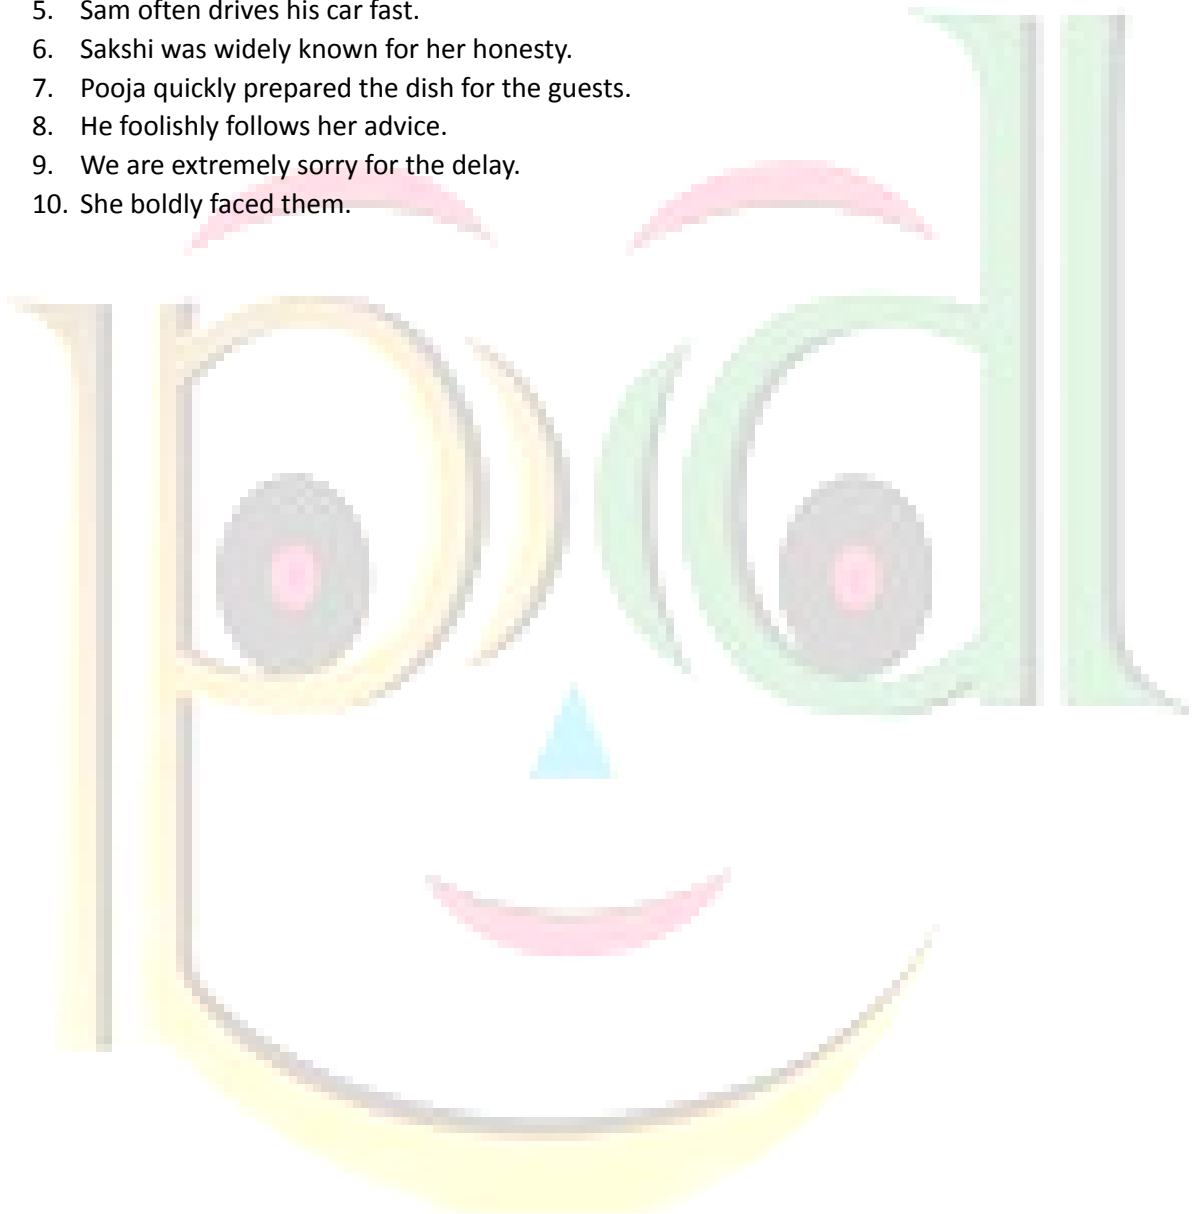 5. Sam often drives his car fast.
6. Sakshi was widely known for her honesty.
7. Pooja quickly prepared the dish for the guests.
8. He foolishly follows her advice.
9. We are extremely sorry for the delay.
10. She boldly faced them.
pd